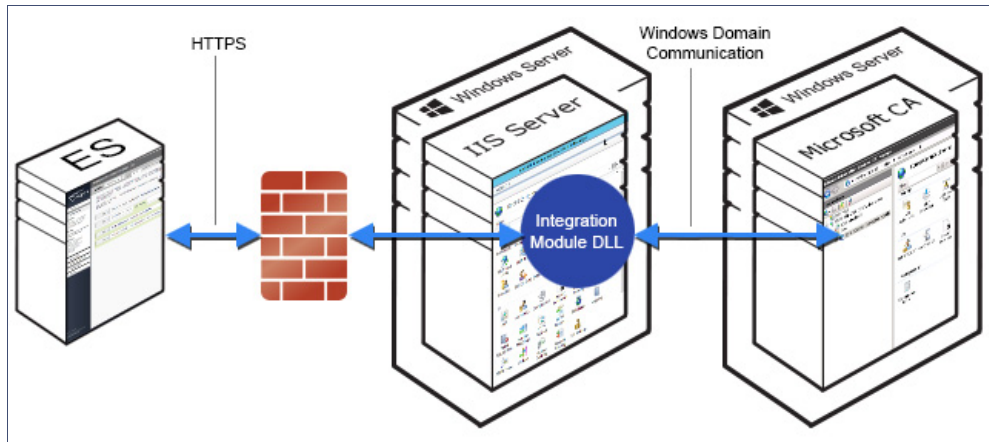 HTTPS
Windows Domain
Communication
ES
Windows Server
IIS Server
Integration
Module DLL
Windows Server
Microsoft CA